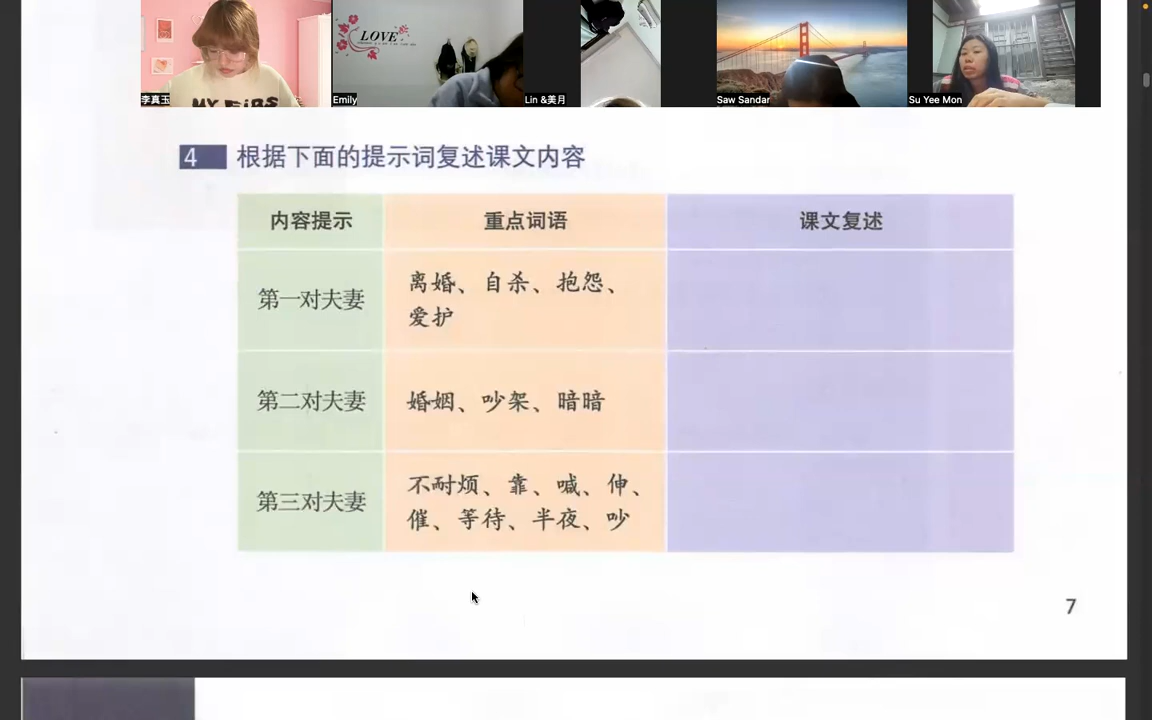 LOVE
MY
李真玉
Emily
Lin &美月
Saw Sandar
Su Yee Mon
4 根据下面的提示词复述课文内容
内容提示 重点词语 课文复述
第一对夫妻 离婚、自杀、抱怨、
爱护
第二对夫妻 婚姻、吵架、暗暗
第三对夫妻 不耐烦、靠、喊、伸、
催、等待、半夜、吵
7